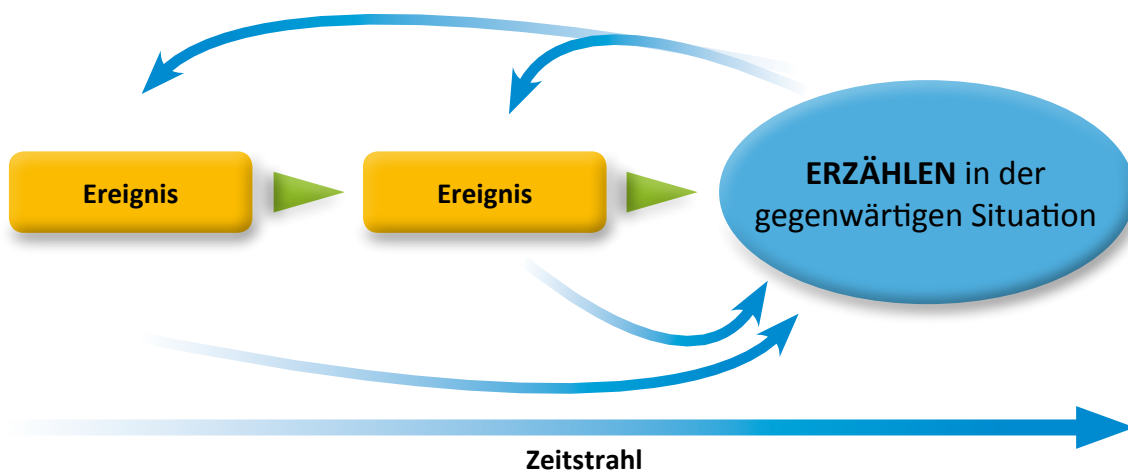 Ereignis
Ereignis
ERZÄHLEN in der
gegenwärtigen Situation
Zeitstrahl